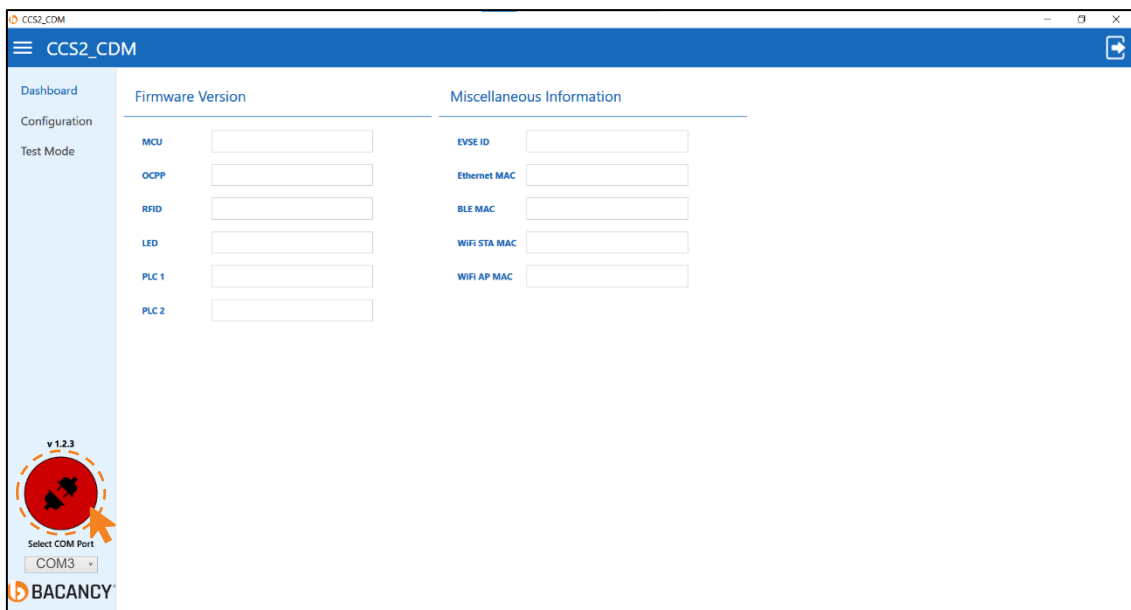 CCS2_CDM
CCS2_CDM
Dashboard
Configuration
Test Mode
Firmware Version
MCU
OCPP
RFID
LED
PLC 1
PLC 2
Miscellaneous Information
EVSE ID
Ethernet MAC
BLE MAC
WiFi STA MAC
WiFi AP MAC
v 1.2.3
Select COM Port
COM3
BACANCY